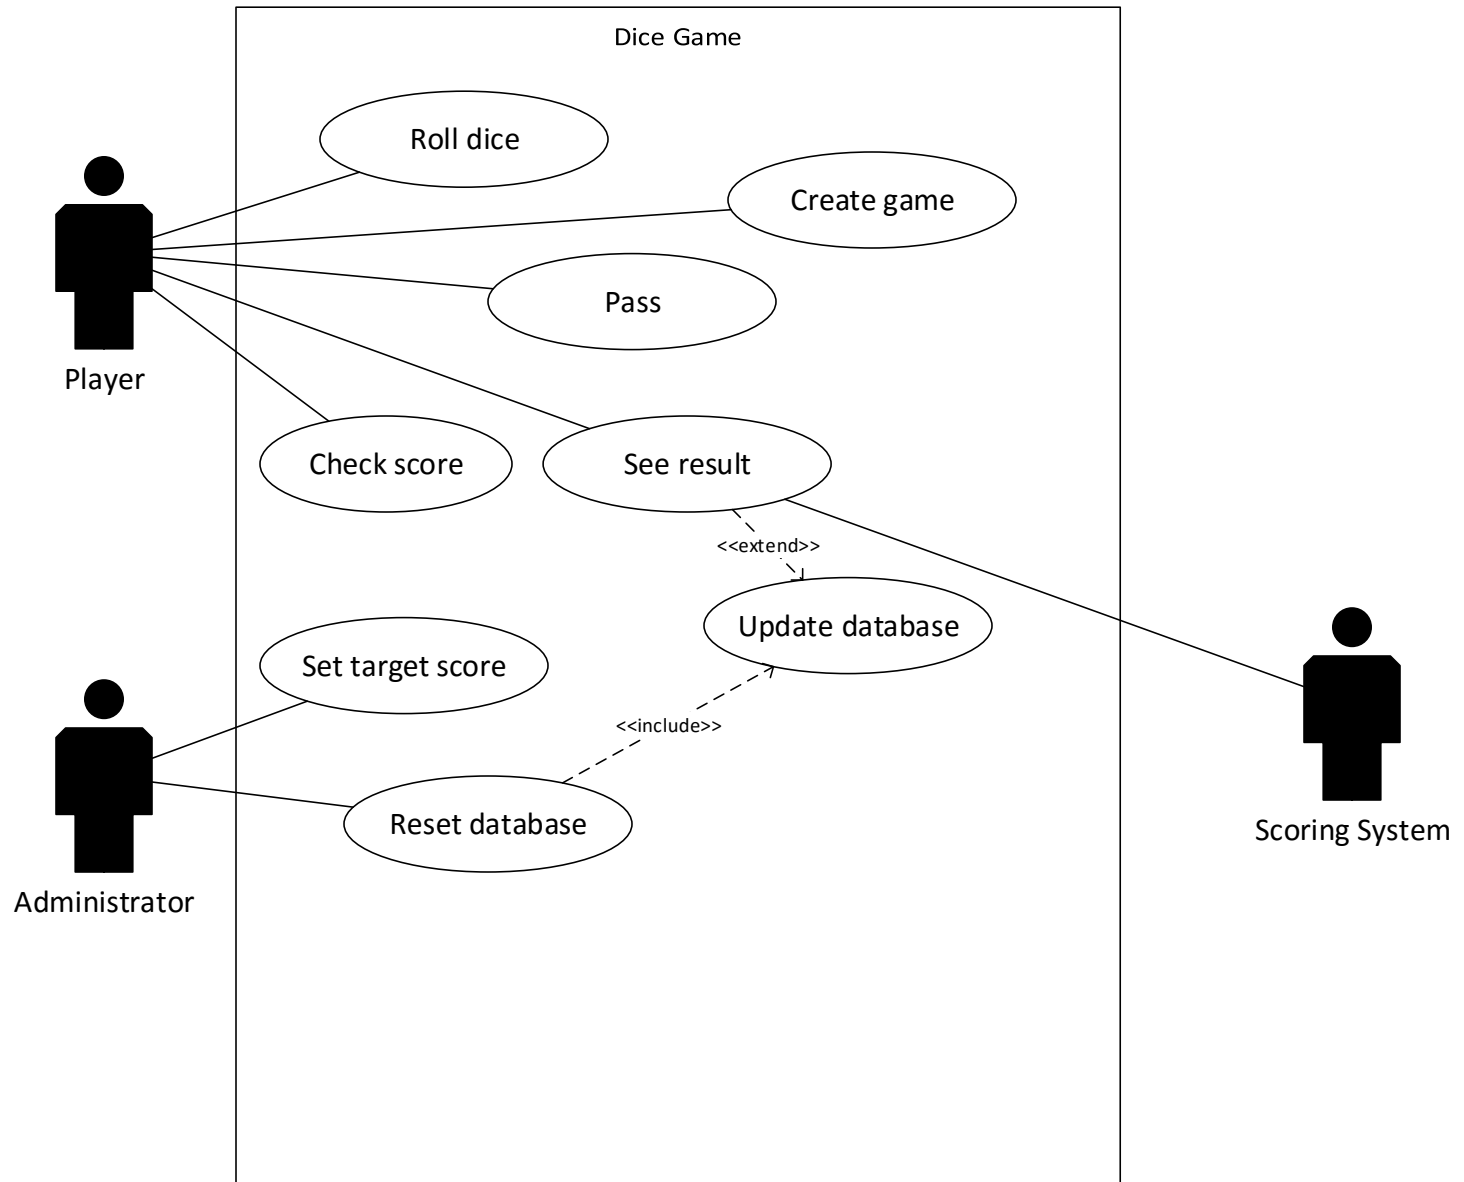 Dice Game
Roll dice
Create game
Pass
Player
Check score
See result
<<extend>>
Update database
Set target score
<<include>>
Reset database
Scoring System
Administrator